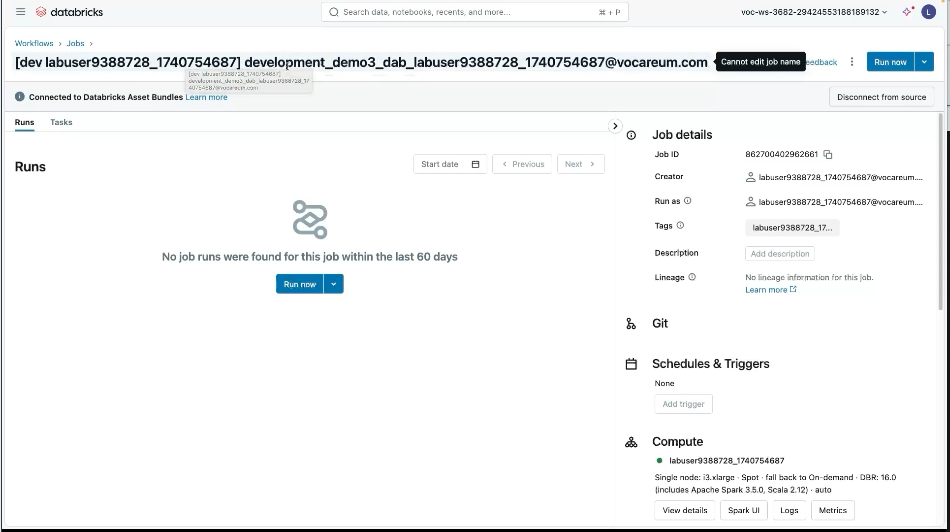 databricks
Search data, notebooks, recents, and more...
⌘ + P
voc-ws-3682-29424553188189132
L
Workflows > Jobs >
[dev labuser9388728_1740754687] development_demo3_dab_labuser9388728_1740754687@vocareum.com
Cannot edit job name
eedback
Run now
[dev labuser9388728_1740754687]
development_demo3_dab_labuser9388728_17
40754687@vocareum.com
Connected to Databricks Asset Bundles Learn more
Disconnect from source
Runs Tasks
Runs
Start date
Previous
Next
No job runs were found for this job within the last 60 days
Run now
Job details
Job ID 862700402962661
Creator labuser9388728_1740754687@vocareum....
Run as labuser9388728_1740754687@vocareum....
Tags labuser9388728_17...
Description Add description
Lineage No lineage information for this job.
Learn more
Git
Schedules & Triggers
None
Add trigger
Compute
labuser9388728_1740754687
Single node: i3.xlarge · Spot · fall back to On-demand · DBR: 16.0
(includes Apache Spark 3.5.0, Scala 2.12) · auto
View details Spark UI Logs Metrics